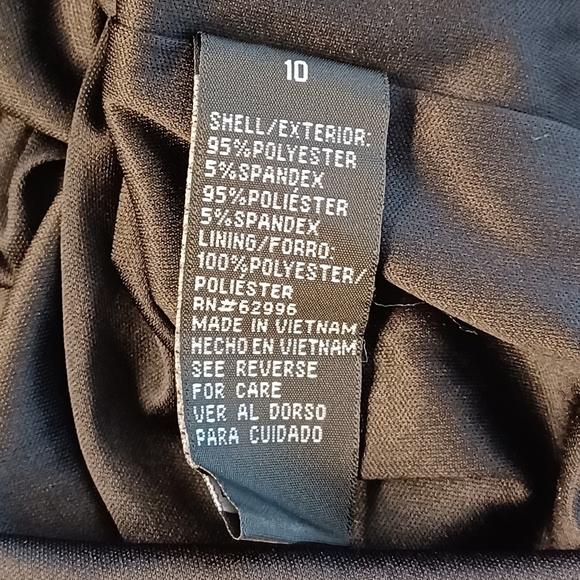 10
SHELL/EXTERIOR:
95%POLYESTER
5%SPANDEX
95%POLIÉSTER
5%SPANDEX
LINING/FORRO:
100%POLYESTER/
POLIESTER
RN#62996
MADE IN VIETNAM
HECHO EN VIETNAM
SEE REVERSE
FOR CARE
VER AL DORSO
PARA CUIDADO